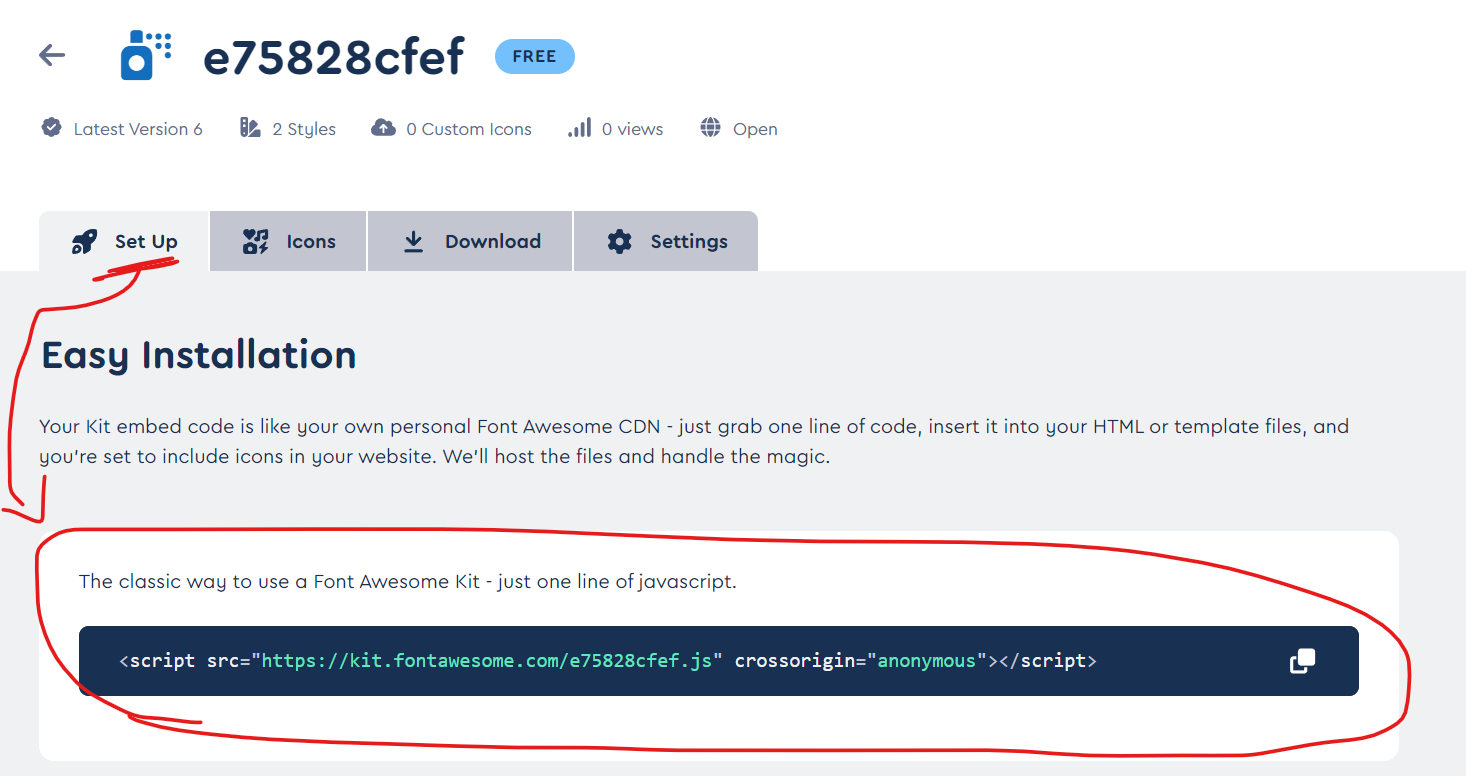 e75828cfef FREE
Latest Version 6 2 Styles 0 Custom Icons 0 views Open
Set Up Icons Download Settings
Easy Installation
Your Kit embed code is like your own personal Font Awesome CDN - just grab one line of code, insert it into your HTML or template files, and
you're set to include icons in your website. We'll host the files and handle the magic.
The classic way to use a Font Awesome Kit - just one line of javascript.
<script src="https://kit.fontawesome.com/e75828cfef.js" crossorigin="anonymous"></script>